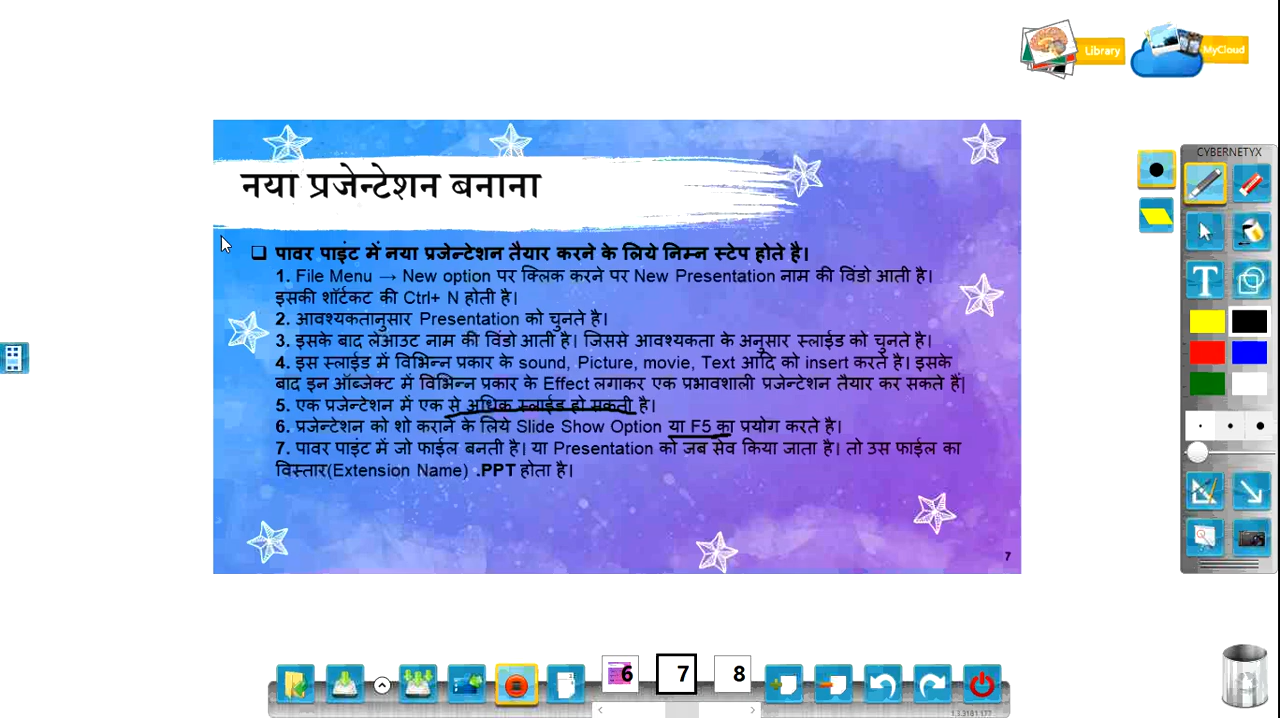 Library
MyCloud
CYBERNETYX
नया प्रजेन्टेशन बनाना
पावर पाइंट में नया प्रजेन्टेशन तैयार करने के लिये निम्न स्टेप होते है।
1. File Menu → New option पर क्लिक करने पर New Presentation नाम की विंडो आती है।
इसकी शॉर्टकट की Ctrl+ N होती है।
2. आवश्यकतानुसार Presentation को चुनते है।
3. इसके बाद लेआउट नाम की विंडो आती है। जिससे आवश्यकता के अनुसार स्लाईड को चुनते है।
4. इस स्लाईड में विभिन्न प्रकार के sound, Picture, movie, Text आदि को insert करते है। इसके
बाद इन ऑब्जेक्ट में विभिन्न प्रकार के Effect लगाकर एक प्रभावशाली प्रजेन्टेशन तैयार कर सकते हैं|
5. एक प्रजेन्टेशन में एक से अधिक स्लाईड हो सकती है।
6. प्रजेन्टेशन को शो कराने के लिये Slide Show Option या F5 का प्रयोग करते है।
7. पावर पाइंट में जो फाईल बनती है। या Presentation को जब सेव किया जाता है। तो उस फाईल का
विस्तार(Extension Name) .PPT होता है।
7
T
6
7
8
1.3.3181.177